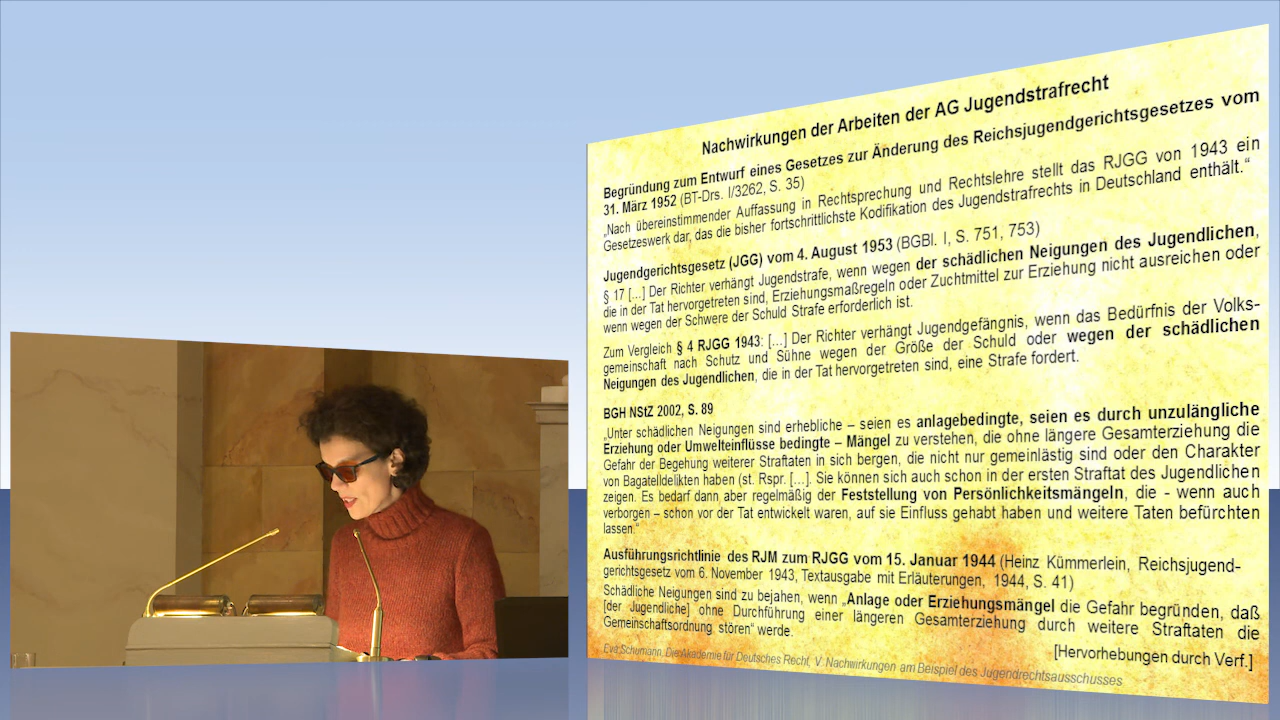 Nachwirkungen der Arbeiten der AG Jugendstrafrecht
Begründung zum Entwurf eines Gesetzes zur Änderung des Reichsjugendgerichtsgesetzes vom
31. März 1952 (BT-Drs. I/3262, S. 35)
„Nach übereinstimmender Auffassung in Rechtsprechung und Rechtslehre stellt das RJGG von 1943 ein
Gesetzeswerk dar, das die bisher fortschrittlichste Kodifikation des Jugendstrafrechts in Deutschland enthält.“
Jugendgerichtsgesetz (JGG) vom 4. August 1953 (BGBl. I, S. 751, 753)
§ 17 [...] Der Richter verhängt Jugendstrafe, wenn wegen der schädlichen Neigungen des Jugendlichen,
die in der Tat hervorgetreten sind, Erziehungsmaßregeln oder Zuchtmittel zur Erziehung nicht ausreichen oder
wenn wegen der Schwere der Schuld Strafe erforderlich ist.
Zum Vergleich § 4 RJGG 1943: [...] Der Richter verhängt Jugendgefängnis, wenn das Bedürfnis der Volks-
gemeinschaft nach Schutz und Sühne wegen der Größe der Schuld oder wegen der schädlichen
Neigungen des Jugendlichen, die in der Tat hervorgetreten sind, eine Strafe fordert.
BGH NStZ 2002, S. 89
„Unter schädlichen Neigungen sind erhebliche – seien es anlagebedingte, seien es durch unzulängliche
Erziehung oder Umwelteinflüsse bedingte – Mängel zu verstehen, die ohne längere Gesamterziehung die
Gefahr der Begehung weiterer Straftaten in sich bergen, die nicht nur gemeinlästig sind oder den Charakter
von Bagatelldelikten haben (st. Rspr. [...]. Sie können sich auch schon in der ersten Straftat des Jugendlichen
zeigen. Es bedarf dann aber regelmäßig der Feststellung von Persönlichkeitsmängeln, die - wenn auch
verborgen – schon vor der Tat entwickelt waren, auf sie Einfluss gehabt haben und weitere Taten befürchten
lassen.“
Ausführungsrichtlinie des RJM zum RJGG vom 15. Januar 1944 (Heinz Kümmerlein, Reichsjugend-
gerichtsgesetz vom 6. November 1943, Textausgabe mit Erläuterungen, 1944, S. 41)
Schädliche Neigungen sind zu bejahen, wenn „Anlage oder Erziehungsmängel die Gefahr begründen, daß
[der Jugendliche] ohne Durchführung einer längeren Gesamterziehung durch weitere Straftaten die
Gemeinschaftsordnung stören“ werde.
[Hervorhebungen durch Verf.]
Eva Schumann, Die Akademie für Deutsches Recht, V. Nachwirkungen am Beispiel des Jugendrechtsausschusses